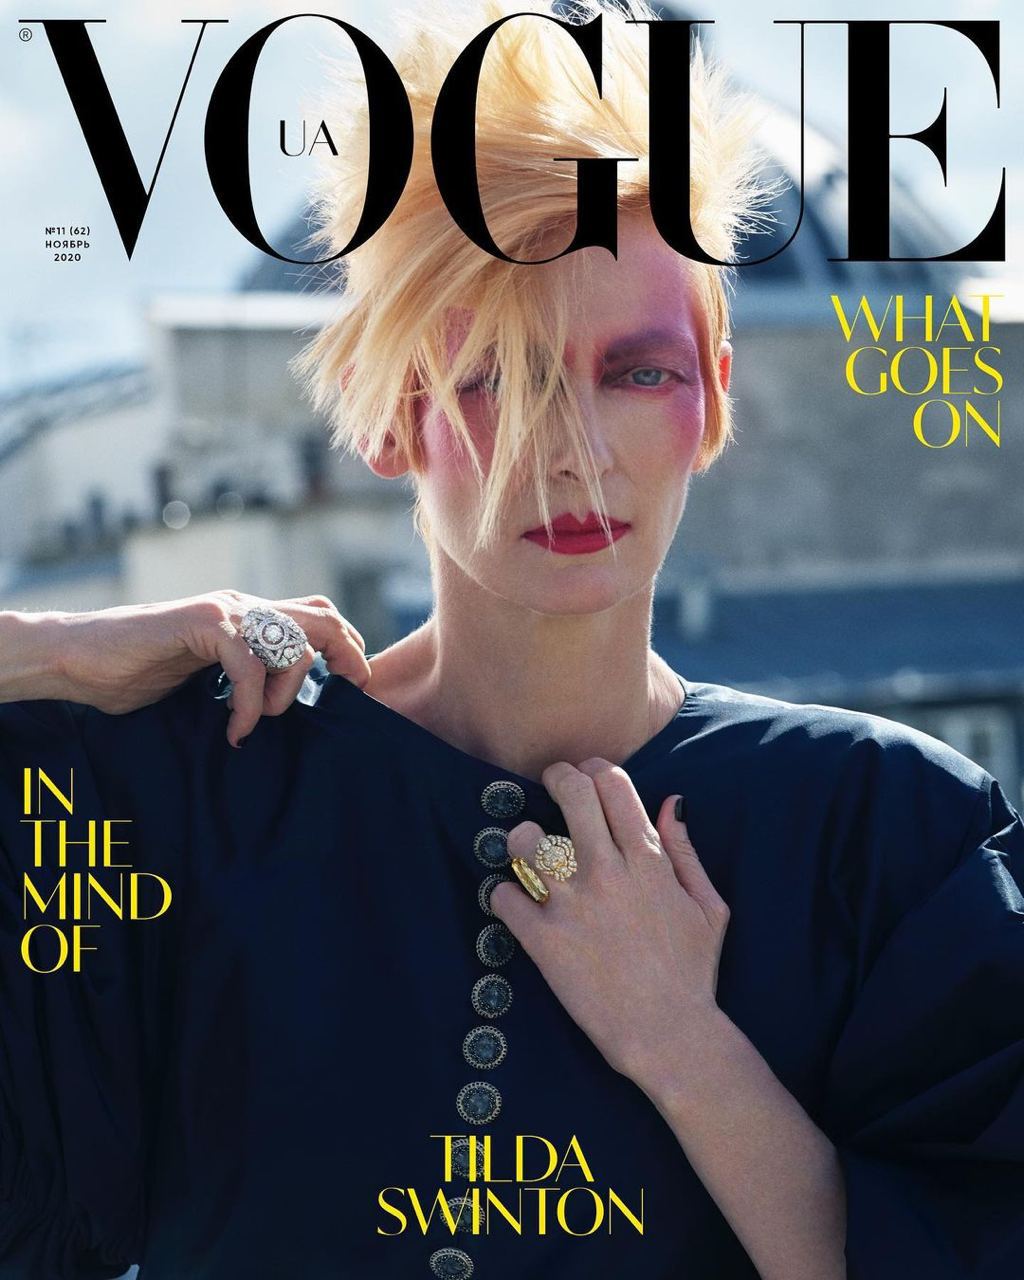 ®
VOGUE
UA
№11 (62)
НОЯБРЬ
2020
WHAT
GOES
ON
IN
THE
MIND
OF
TILDA
SWINTON